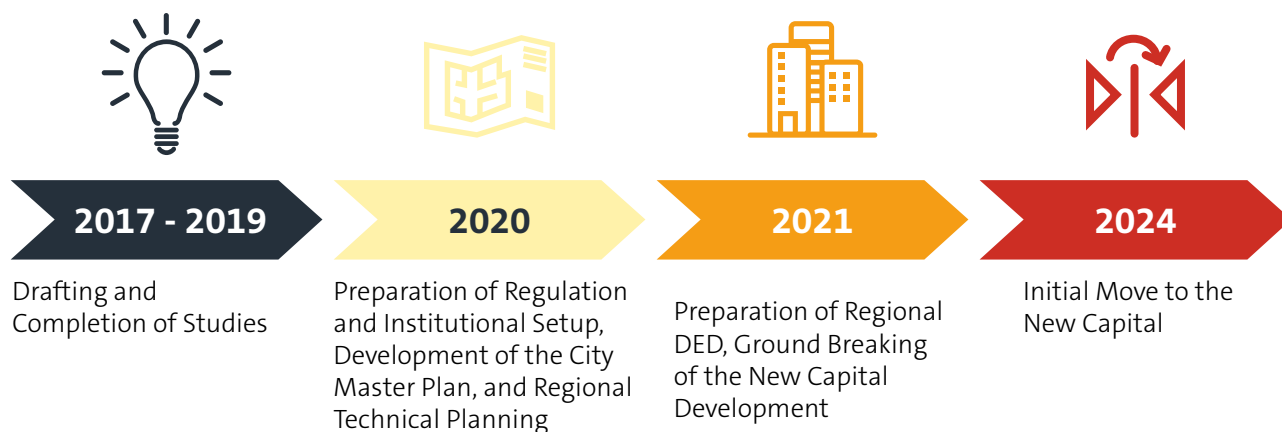 2017 - 2019
Drafting and
Completion of Studies
2020
Preparation of Regulation
and Institutional Setup,
Development of the City
Master Plan, and Regional
Technical Planning
2021
Preparation of Regional
DED, Ground Breaking
of the New Capital
Development
2024
Initial Move to the
New Capital